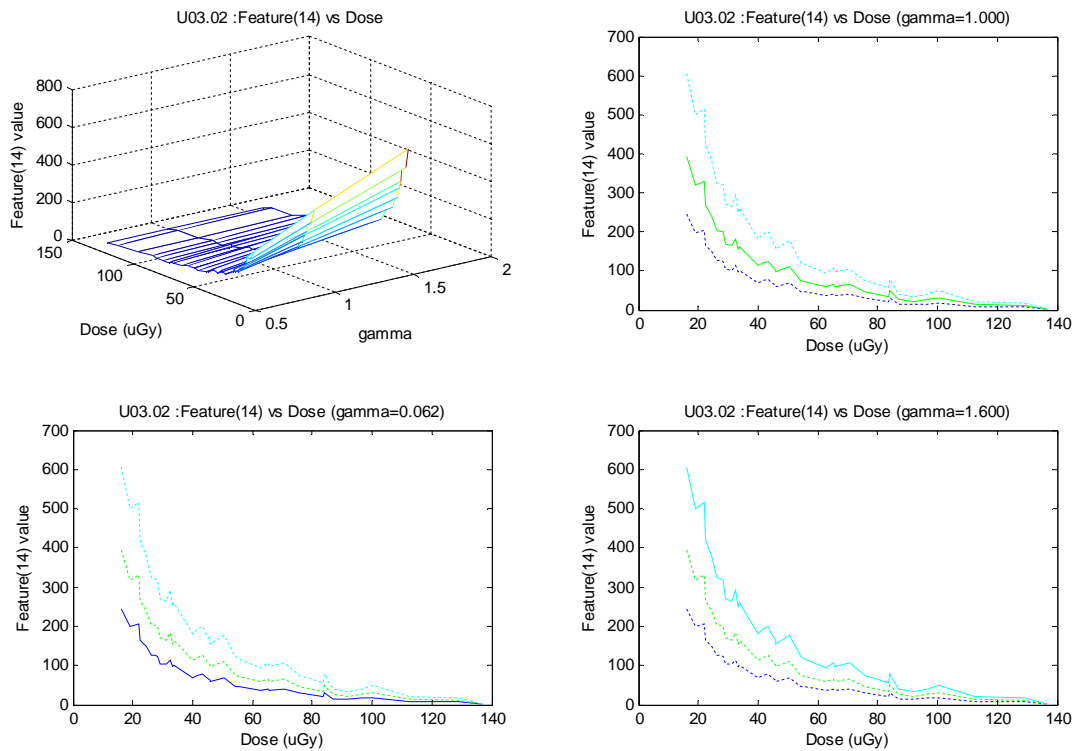 U03.02 :Feature(14) vs Dose
800
600
400
200
0
Feature(14) value
150
100
50
0
Dose (uGy)
0.5
1
1.5
2
gamma
U03.02 :Feature(14) vs Dose (gamma=1.000)
700
600
500
400
300
200
100
0
Feature(14) value
0 20 40 60 80 100 120 140
Dose (uGy)
U03.02 :Feature(14) vs Dose (gamma=0.062)
700
600
500
400
300
200
100
0
Feature(14) value
0 20 40 60 80 100 120 140
Dose (uGy)
U03.02 :Feature(14) vs Dose (gamma=1.600)
700
600
500
400
300
200
100
0
Feature(14) value
0 20 40 60 80 100 120 140
Dose (uGy)